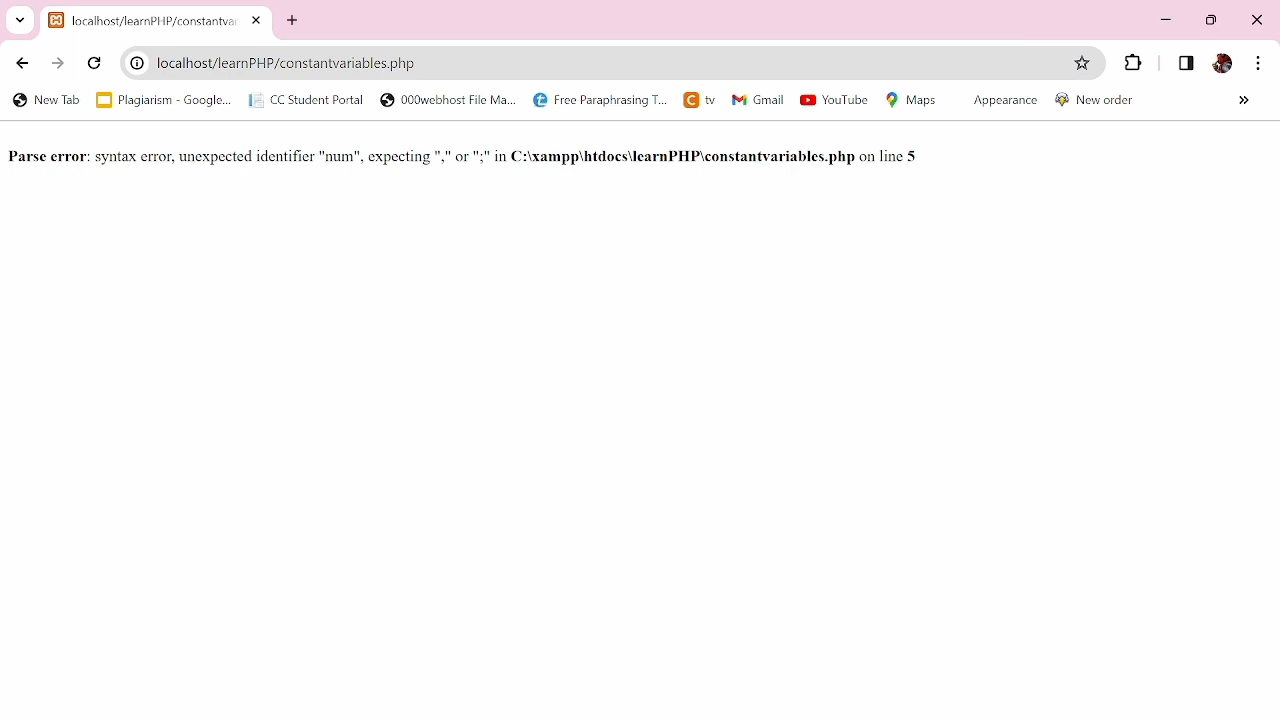 localhost/learnPHP/constantva
localhost/learnPHP/constantvariables.php
New Tab Plagiarism - Google... CC Student Portal 000webhost File Ma... Free Paraphrasing T... C tv Gmail YouTube Maps Appearance New order
Parse error: syntax error, unexpected identifier "num", expecting "," or ";" in C:\xampp\htdocs\learnPHP\constantvariables.php on line 5